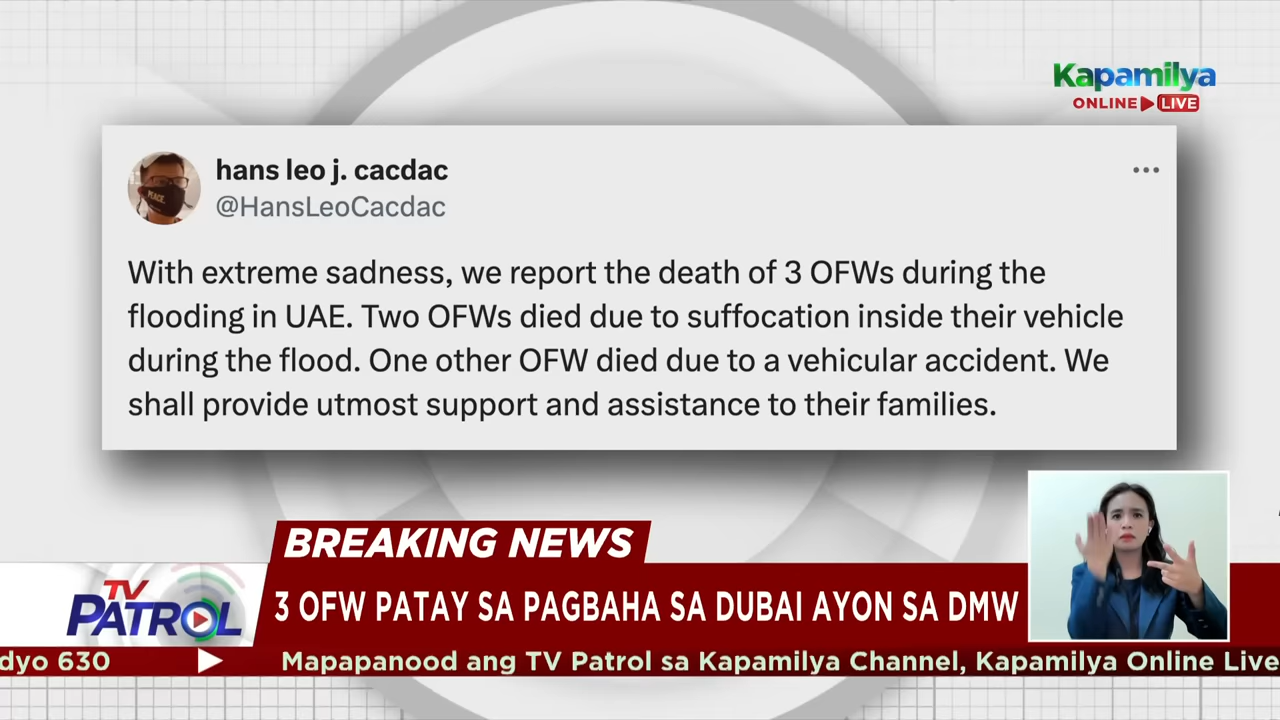 Kapamilya
ONLINE LIVE
hans leo j. cacdac
@HansLeoCacdac
With extreme sadness, we report the death of 3 OFWs during the
flooding in UAE. Two OFWs died due to suffocation inside their vehicle
during the flood. One other OFW died due to a vehicular accident. We
shall provide utmost support and assistance to their families.
PEACE.
BREAKING NEWS
TV
PATROL
3 OFW PATAY SA PAGBAHA SA DUBAI AYON SA DMW
dyo 630 Mapapanood ang TV Patrol sa Kapamilya Channel, Kapamilya Online Live